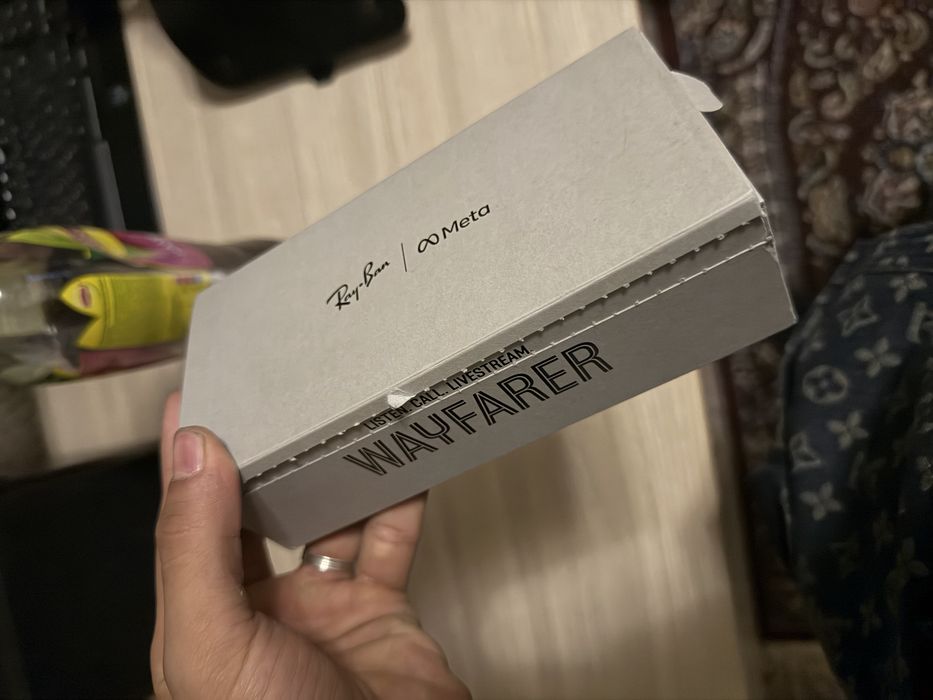 Ray-Ban | ∞ Meta
LISTEN. CALL. LIVESTREAM.
WAYFARER